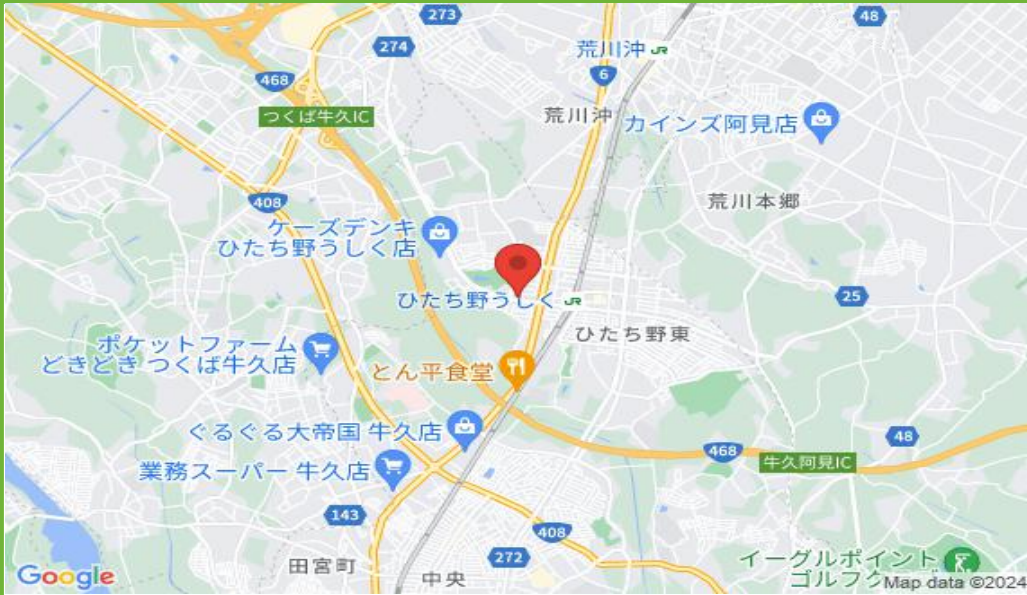 273
48
274
荒川沖 JR
6
468
荒川沖
つくば牛久IC
カインズ阿見店
408
荒川本郷
ケーズデンキ
ひたち野うしく店
ひたち野うしく JR
25
ひたち野東
ポケットファーム
どきどき つくば牛久店
とん平食堂
ぐるぐる大帝国 牛久店
48
468
牛久阿見IC
業務スーパー 牛久店
143
408
272
田宮町
中央
イーグルポイント
ゴルフク
Google
Map data ©2024